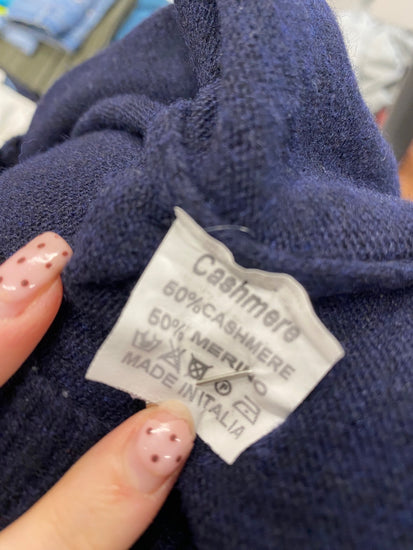 Cashmere
50%CASHMERE
50% MERINO
P
MADE IN ITALIA